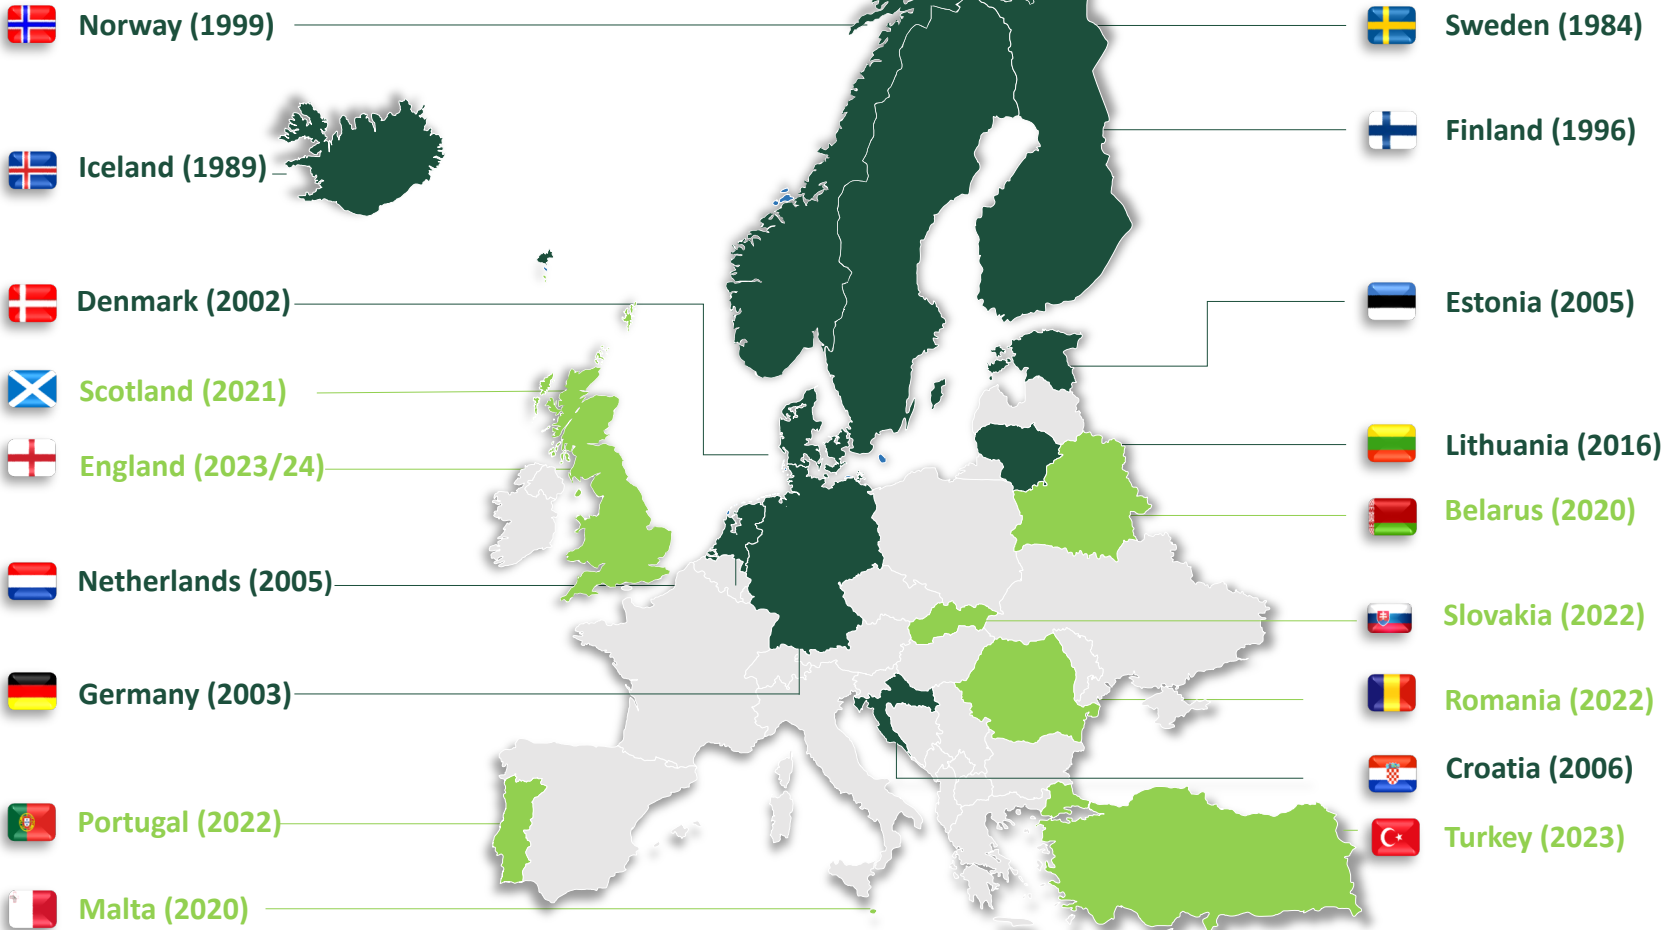 Norway (1999)
Iceland (1989)
Denmark (2002)
Scotland (2021)
England (2023/24)
Netherlands (2005)
Germany (2003)
Portugal (2022)
Malta (2020)
Sweden (1984)
Finland (1996)
Estonia (2005)
Lithuania (2016)
Belarus (2020)
Slovakia (2022)
Romania (2022)
Croatia (2006)
Turkey (2023)